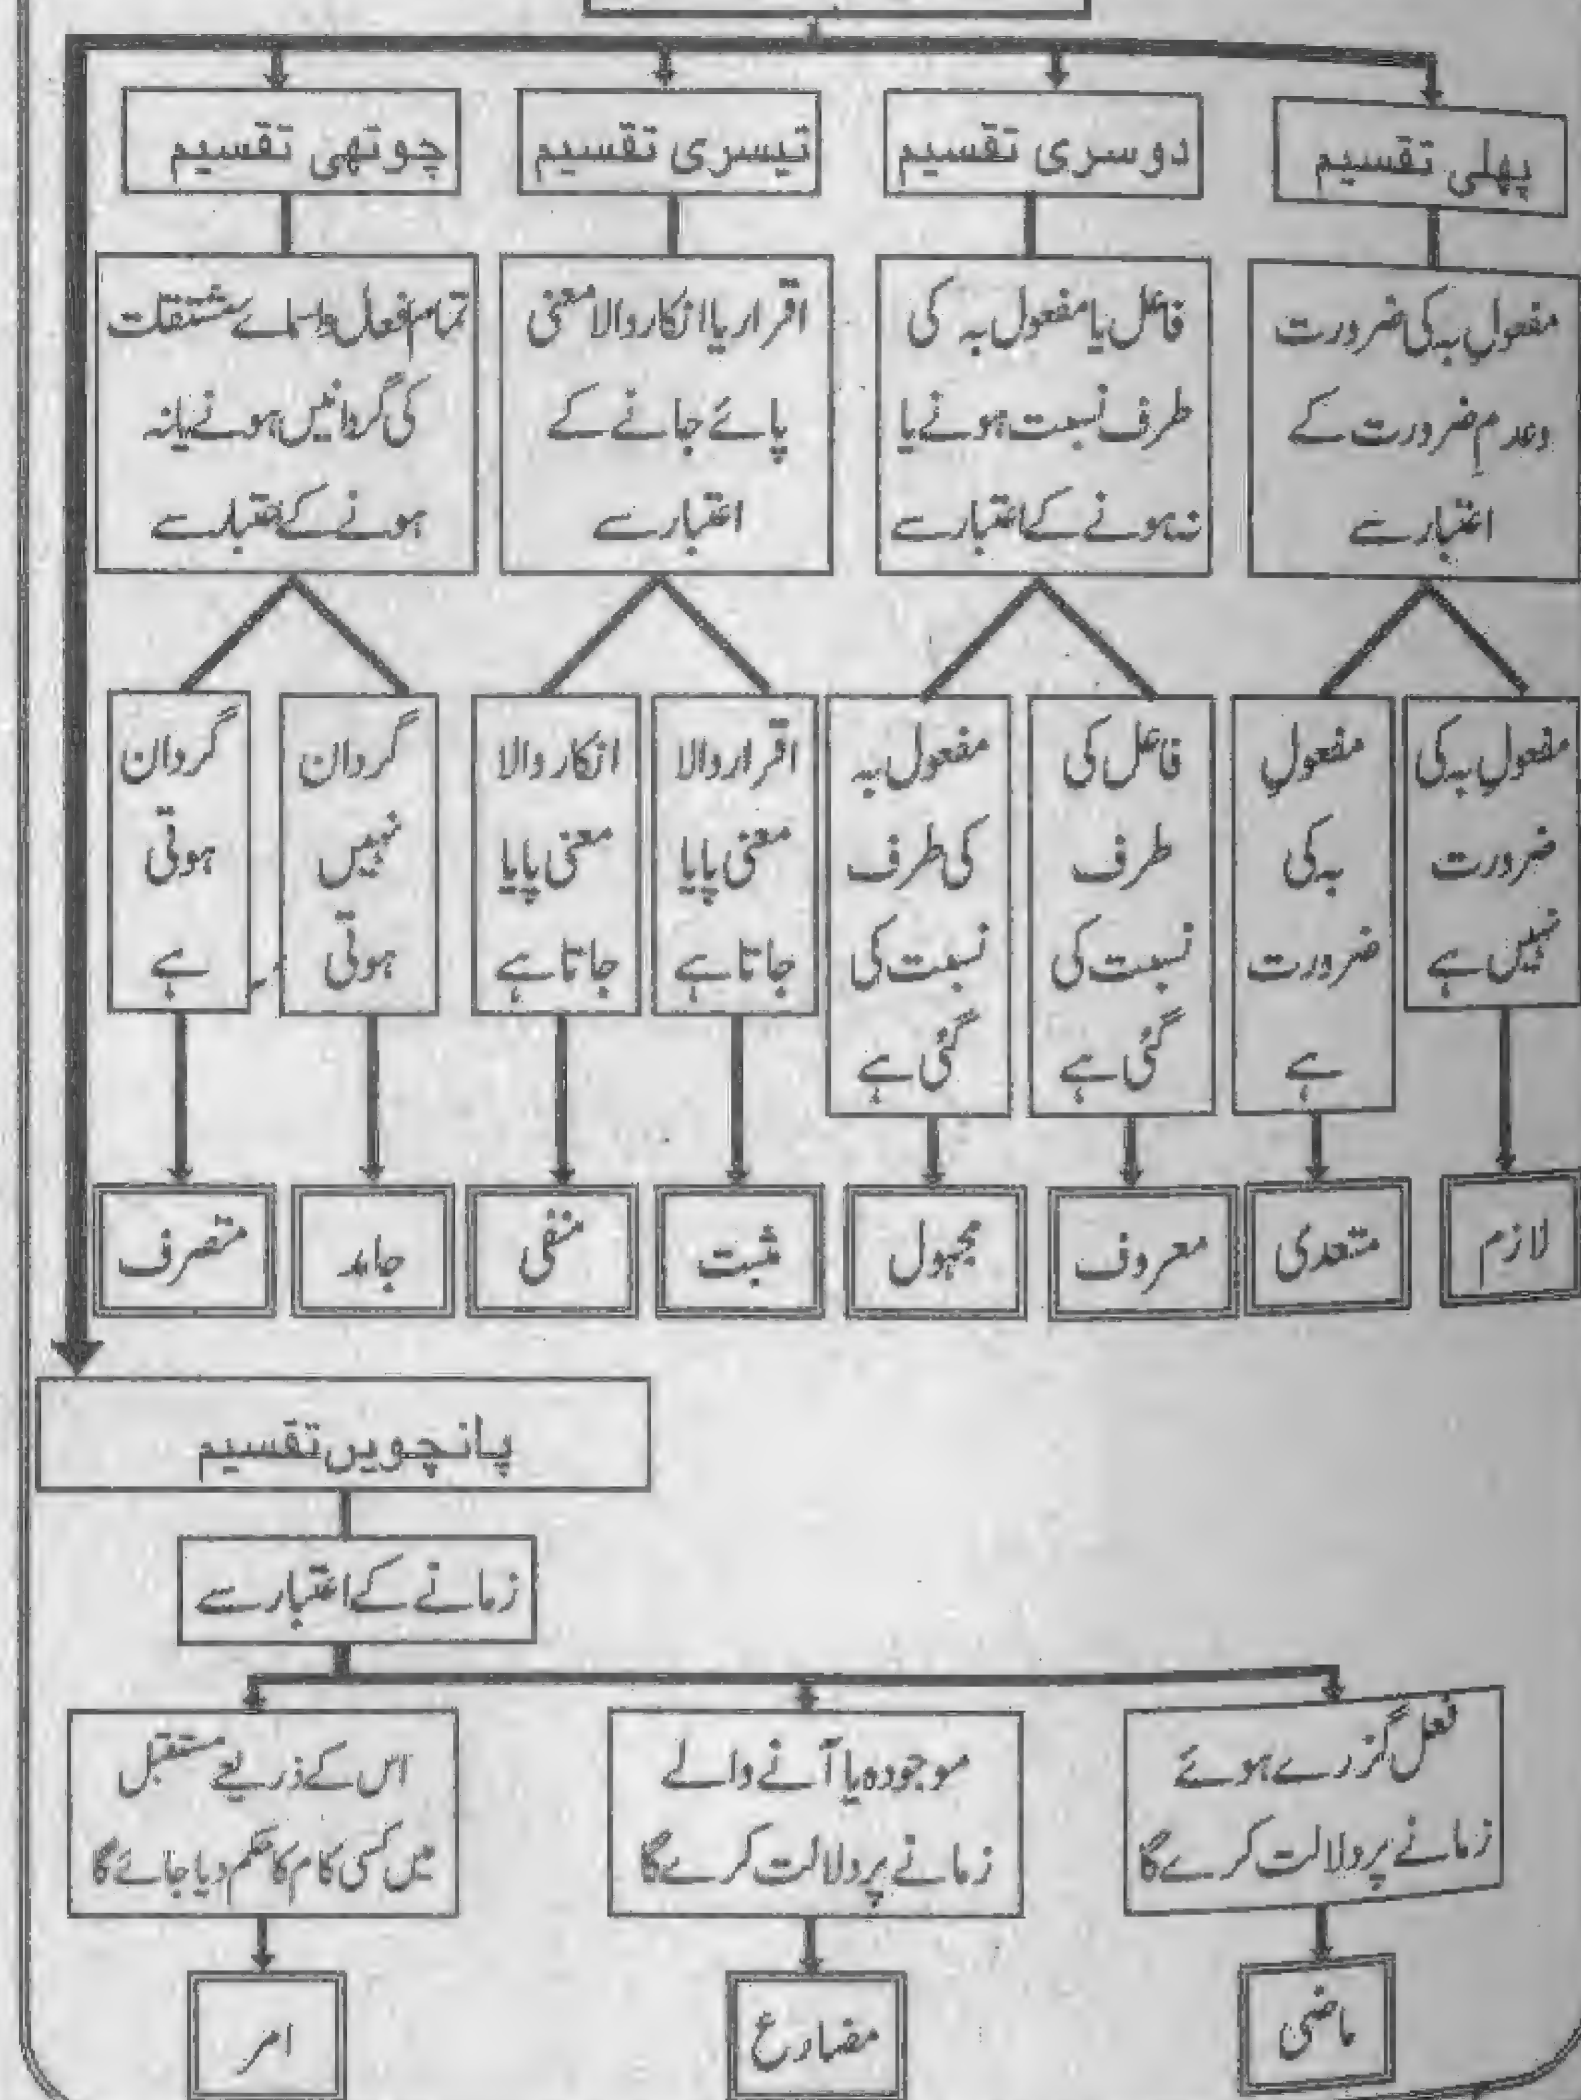 پہلی تقسیم
دوسری تقسیم
تیسری تقسیم
چوتھی تقسیم
مفعولِ بہ کی ضرورت
وعدمِ ضرورت کے
اعتبار سے
فاعل یا مفعول بہ کی
طرف نسبت ہونے یا
نہ ہونے کے اعتبار سے
اقرار یا انکار والا معنی
پائے جانے کے
اعتبار سے
تمام افعال واسمائے مشتقات
کی گردانیں ہونے یا نہ
ہونے کے اعتبار سے
مفعولِ بہ کی
ضرورت
نہیں ہے
مفعولِ
بہ کی
ضرورت
ہے
فاعل کی
طرف
نسبت کی
گئی ہے
مفعول بہ
کی طرف
نسبت کی
گئی ہے
اقرار والا
معنی پایا
جاتا ہے
انکار والا
معنی پایا
جاتا ہے
گردان
نہیں
ہوتی
گردان
ہوتی
ہے
لازم
متعدی
معروف
مجہول
مثبت
منفی
جامد
متصرف
پانچویں تقسیم
زمانے کے اعتبار سے
فعل گزرے ہوئے
زمانے پر دلالت کرے گا
موجودہ یا آنے والے
زمانے پر دلالت کرے گا
اس کے ذریعے مستقبل
میں کسی کام کا حکم دیا جائے گا
ماضی
مضارع
امر